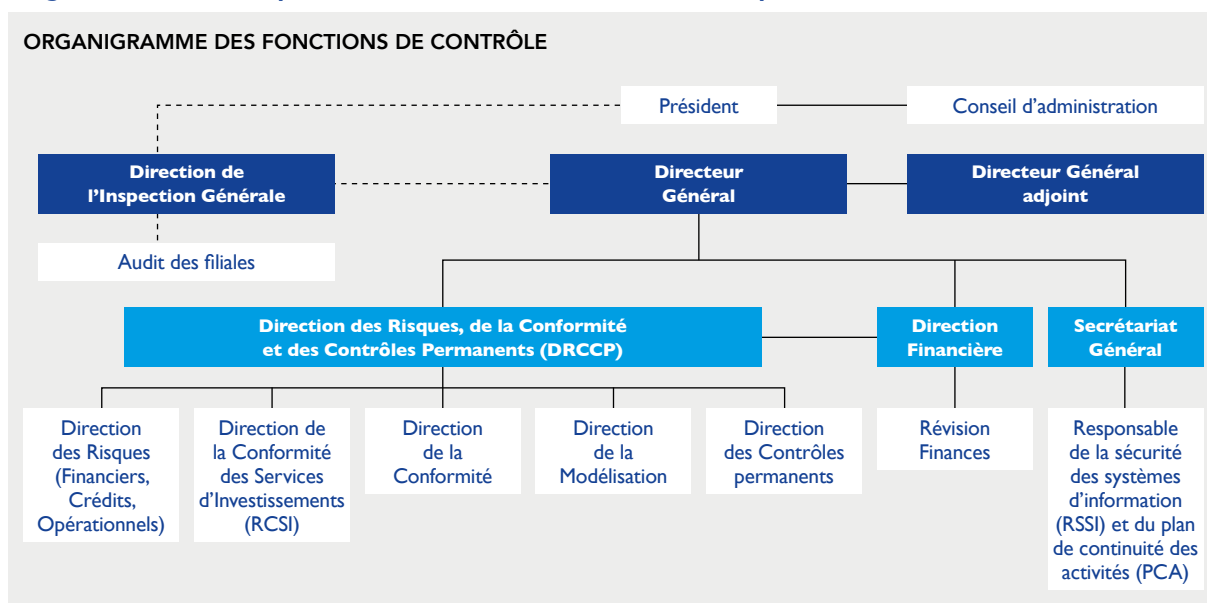 ORGANIGRAMME DES FONCTIONS DE CONTRÔLE
Président
Conseil d'administration
Direction de
l’Inspection Générale
Directeur
Général
Directeur Général
adjoint
Audit des filiales
Direction des Risques, de la Conformité
et des Contrôles Permanents (DRCCP)
Direction
Financière
Secrétariat
Général
Direction
des Risques
(Financiers,
Crédits,
Opérationnels)
Direction de
la Conformité
des Services
d’Investissements
(RCSI)
Direction
de la
Conformité
Direction
de la
Modélisation
Direction
des Contrôles
permanents
Révision
Finances
Responsable
de la sécurité
des systèmes
d’information
(RSSI) et du plan
de continuité des
activités (PCA)